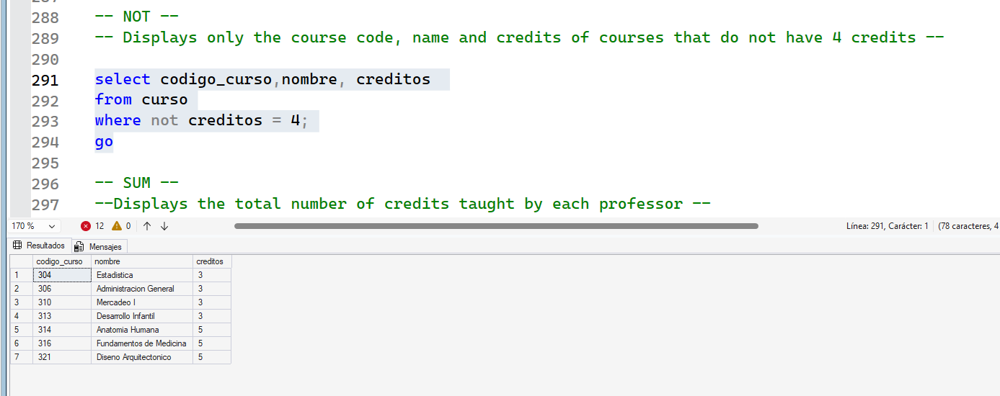 287
288 -- NOT --
289 -- Displays only the course code, name and credits of courses that do not have 4 credits --
290
291 select codigo_curso,nombre, creditos
292 from curso
293 where not creditos = 4;
294 go
295
296 -- SUM --
297 --Displays the total number of credits taught by each professor --
170 % 12 0 Línea: 291, Carácter: 1 (78 caracteres, 4
Resultados Mensajes
codigo_curso nombre creditos
1 304 Estadistica 3
2 306 Administracion General 3
3 310 Mercadeo I 3
4 313 Desarrollo Infantil 3
5 314 Anatomia Humana 5
6 316 Fundamentos de Medicina 5
7 321 Diseno Arquitectonico 5